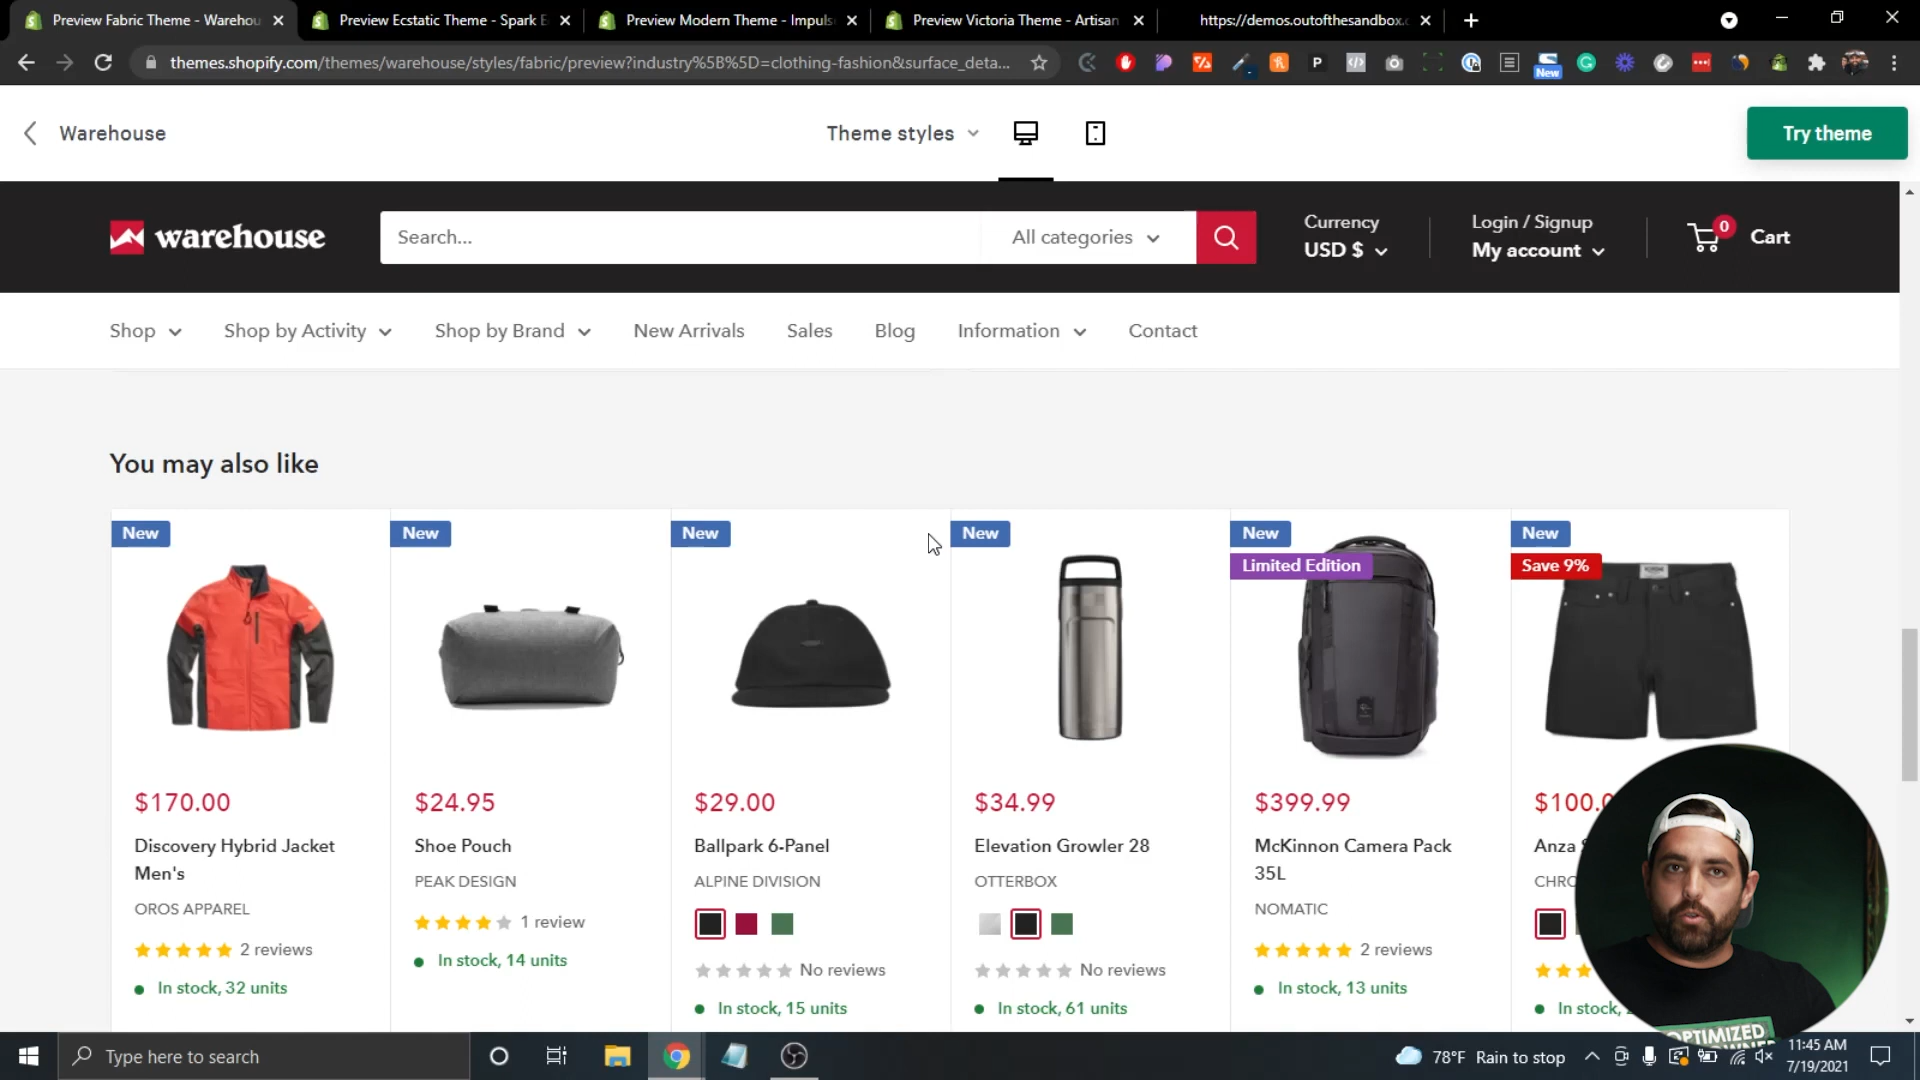 Preview Fabric Theme - Warehou
Preview Ecstatic Theme - Spark E
Preview Modern Theme - Impuls
Preview Victoria Theme - Artisan
https://demos.outofthesandbox.c
themes.shopify.com/themes/warehouse/styles/fabric/preview?industry%5B%5D=clothing-fashion&surface_deta...
New
Warehouse
Theme styles
Try theme
warehouse
Search...
All categories
Currency
USD $
Login / Signup
My account
0
Cart
Shop
Shop by Activity
Shop by Brand
New Arrivals
Sales
Blog
Information
Contact
You may also like
New
New
New
New
New
Limited Edition
New
Save 9%
$170.00
Discovery Hybrid Jacket
Men's
OROS APPAREL
2 reviews
In stock, 32 units
$24.95
Shoe Pouch
PEAK DESIGN
1 review
In stock, 14 units
$29.00
Ballpark 6-Panel
ALPINE DIVISION
No reviews
In stock, 15 units
$34.99
Elevation Growler 28
OTTERBOX
No reviews
In stock, 61 units
$399.99
McKinnon Camera Pack
35L
NOMATIC
2 reviews
In stock, 13 units
$100.0
Anza
CHRO
In stock,
OPTIMIZED
Type here to search
78°F Rain to stop
11:45 AM
7/19/2021